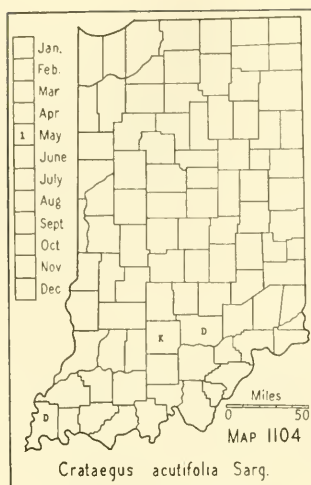 Jan.
Feb.
Mar
Apr
1 May
June
July
Aug
Sept
Oct
Nov
Dec
K D
D
Miles
0 50
MAP 1104
Crataegus acutifolia Sarg.